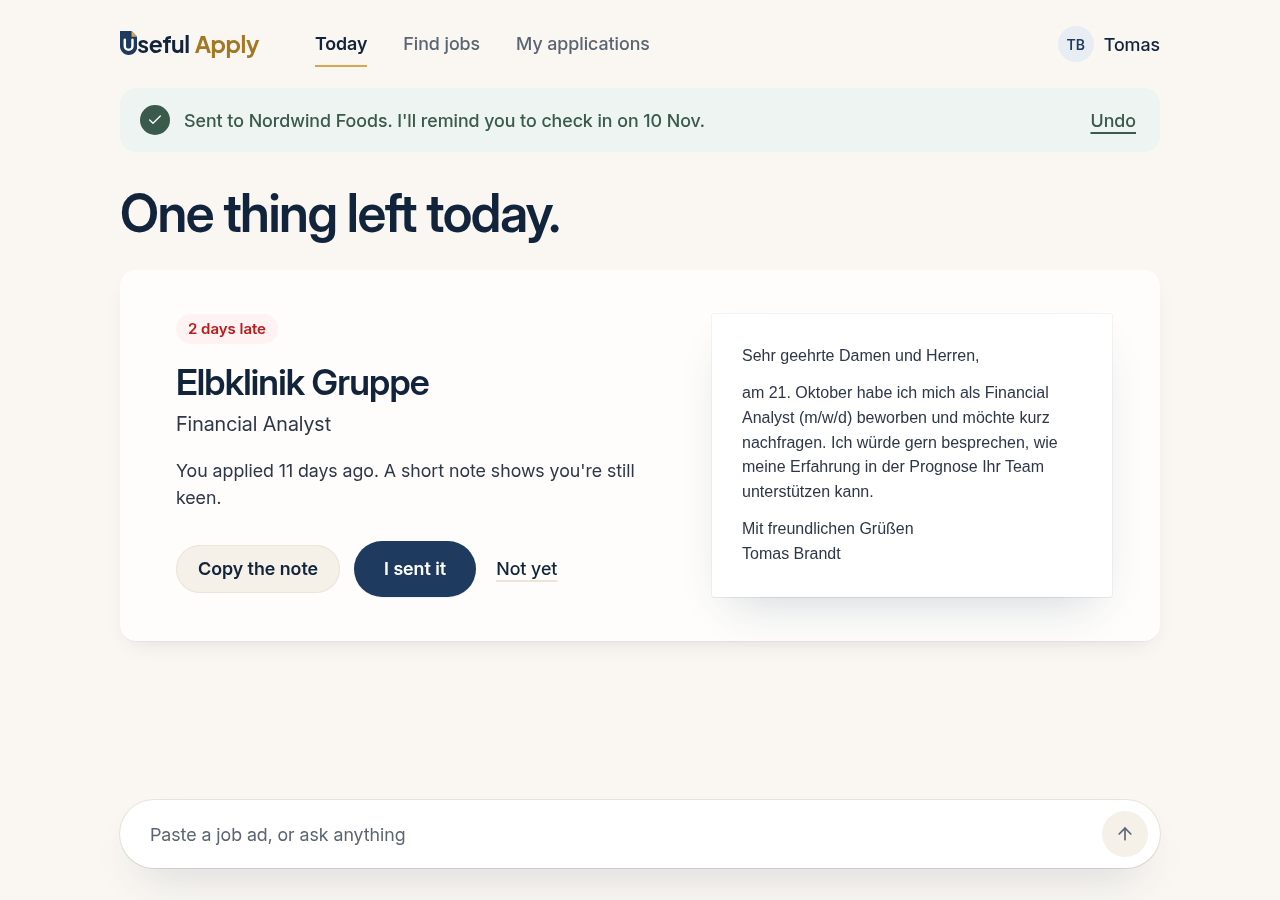 Useful Apply
Today
Find jobs
My applications
TB
Tomas
Sent to Nordwind Foods. I'll remind you to check in on 10 Nov.
Undo
One thing left today.
2 days late
Elbklinik Gruppe
Financial Analyst
You applied 11 days ago. A short note shows you're still
keen.
Copy the note
I sent it
Not yet
Sehr geehrte Damen und Herren,
am 21. Oktober habe ich mich als Financial
Analyst (m/w/d) beworben und möchte kurz
nachfragen. Ich würde gern besprechen, wie
meine Erfahrung in der Prognose Ihr Team
unterstützen kann.
Mit freundlichen Grüßen
Tomas Brandt
Paste a job ad, or ask anything